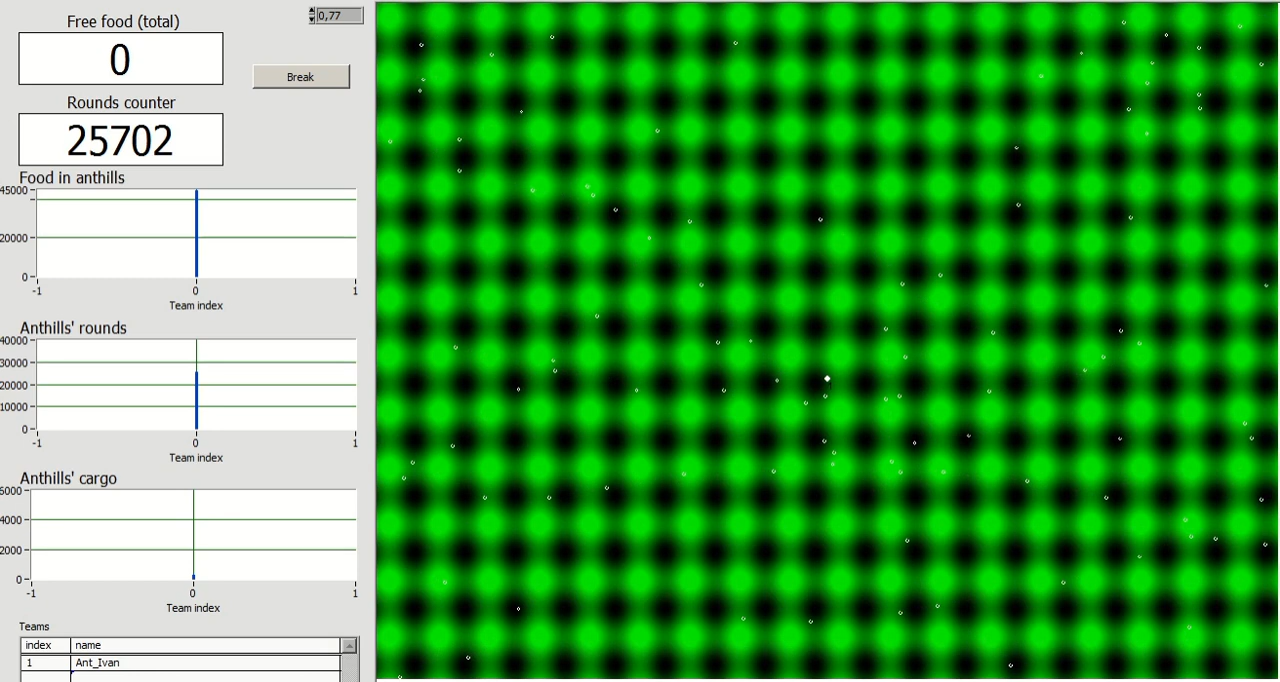 Free food (total)
0,77
0
Break
Rounds counter
25702
Food in anthills
45000
20000
0
-1 0 1
Team index
Anthills' rounds
40000
30000
20000
10000
0
-1 0 1
Team index
Anthills' cargo
6000
4000
2000
0
-1 0 1
Team index
Teams
index name
1 Ant_Ivan